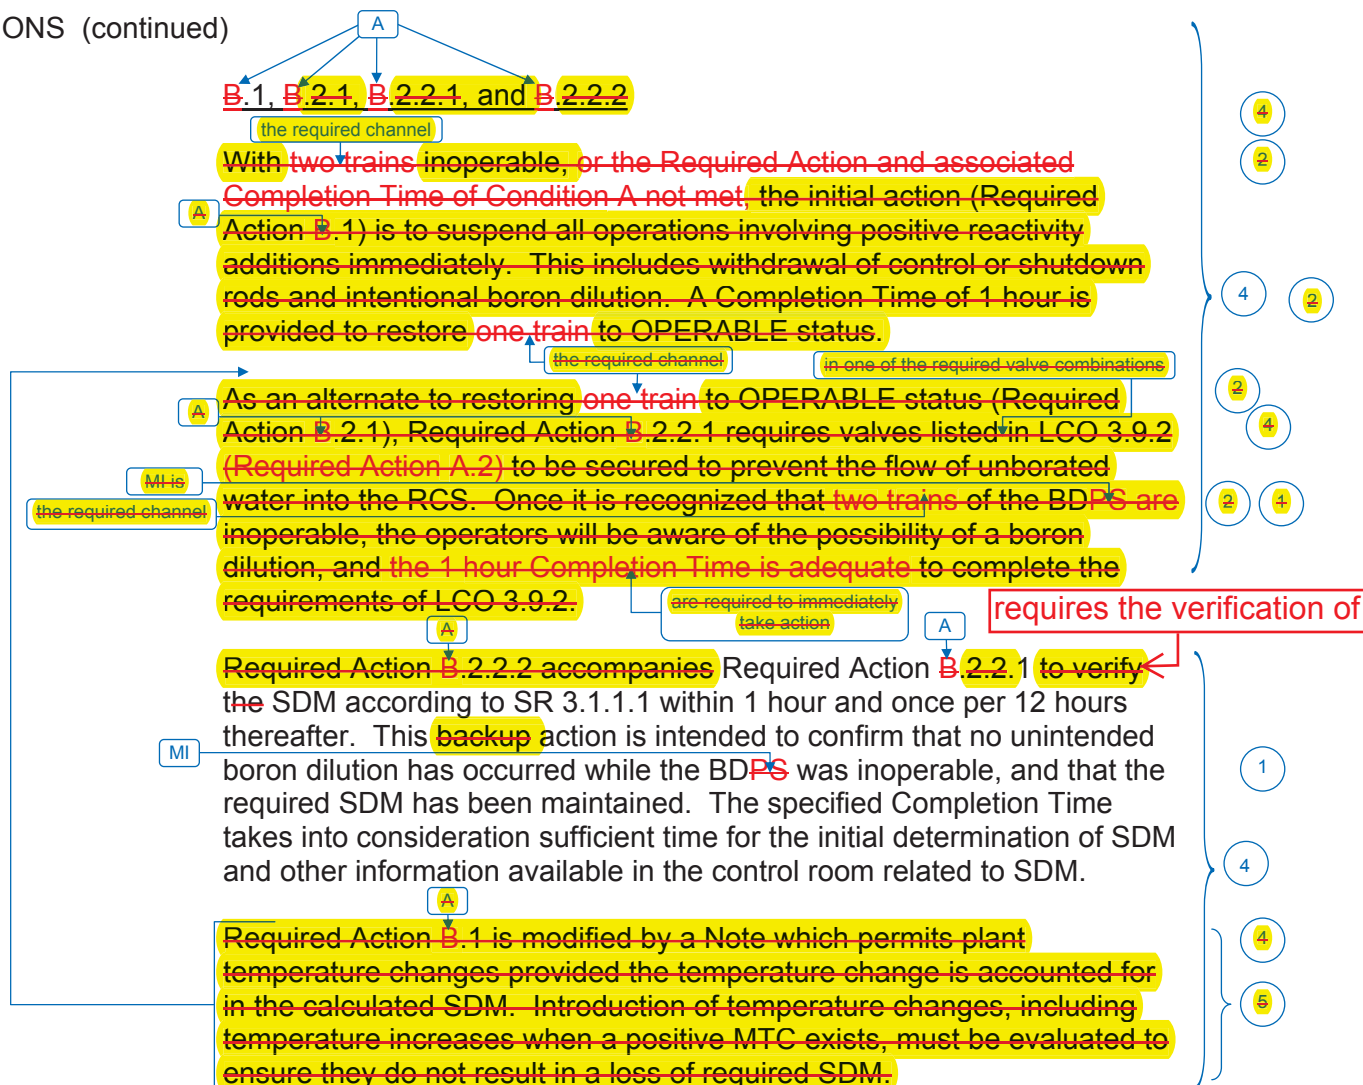 ONS (continued)
A
B.1, B.2.1, B.2.2.1, and B.2.2.2
the required channel
4
With two trains inoperable, or the Required Action and associated
2
Completion Time of Condition A not met, the initial action (Required
A
Action B.1) is to suspend all operations involving positive reactivity
additions immediately. This includes withdrawal of control or shutdown
rods and intentional boron dilution. A Completion Time of 1 hour is
4
2
provided to restore one train to OPERABLE status.
the required channel
in one of the required valve combinations
As an alternate to restoring one train to OPERABLE status (Required
2
A
Action B.2.1), Required Action B.2.2.1 requires valves listed in LCO 3.9.2
4
(Required Action A.2) to be secured to prevent the flow of unborated
MI is
water into the RCS. Once it is recognized that two trains of the BDPS are
2
1
the required channel
inoperable, the operators will be aware of the possibility of a boron
dilution, and the 1 hour Completion Time is adequate to complete the
requirements of LCO 3.9.2.
are required to immediately
take action
requires the verification of
A
A
Required Action B.2.2.2 accompanies Required Action B.2.2.1 to verify
the SDM according to SR 3.1.1.1 within 1 hour and once per 12 hours
thereafter. This backup action is intended to confirm that no unintended
MI
boron dilution has occurred while the BDPS was inoperable, and that the
1
required SDM has been maintained. The specified Completion Time
takes into consideration sufficient time for the initial determination of SDM
and other information available in the control room related to SDM.
4
A
Required Action B.1 is modified by a Note which permits plant
4
temperature changes provided the temperature change is accounted for
in the calculated SDM. Introduction of temperature changes, including
5
temperature increases when a positive MTC exists, must be evaluated to
ensure they do not result in a loss of required SDM.